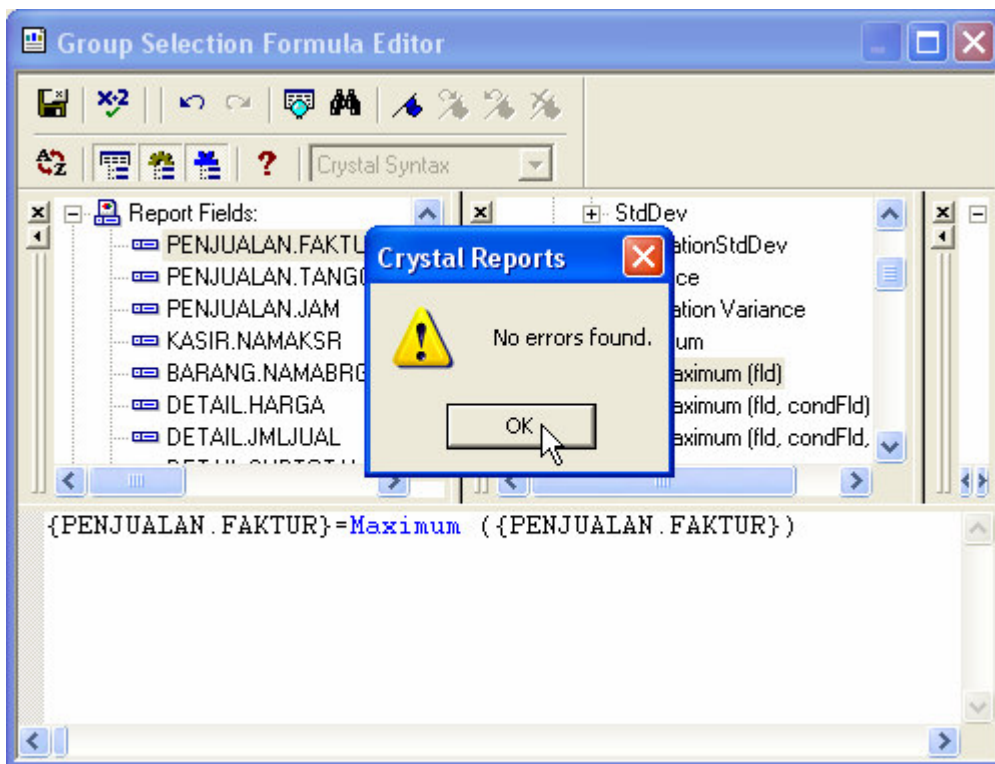 Group Selection Formula Editor
x+2
?
Crystal Syntax
A
Z
Report Fields:
PENJUALAN.FAKTU
PENJUALAN.TANGG
PENJUALAN.JAM
KASIR.NAMAKSR
BARANG.NAMABRG
DETAIL.HARGA
DETAIL.JMLJUAL
StdDev
ationStdDev
ce
ation Variance
um
aximum (fld)
aximum (fld, condFld)
aximum (fld, condFld,
Crystal Reports
No errors found.
OK
{PENJUALAN.FAKTUR}=Maximum ({PENJUALAN.FAKTUR})